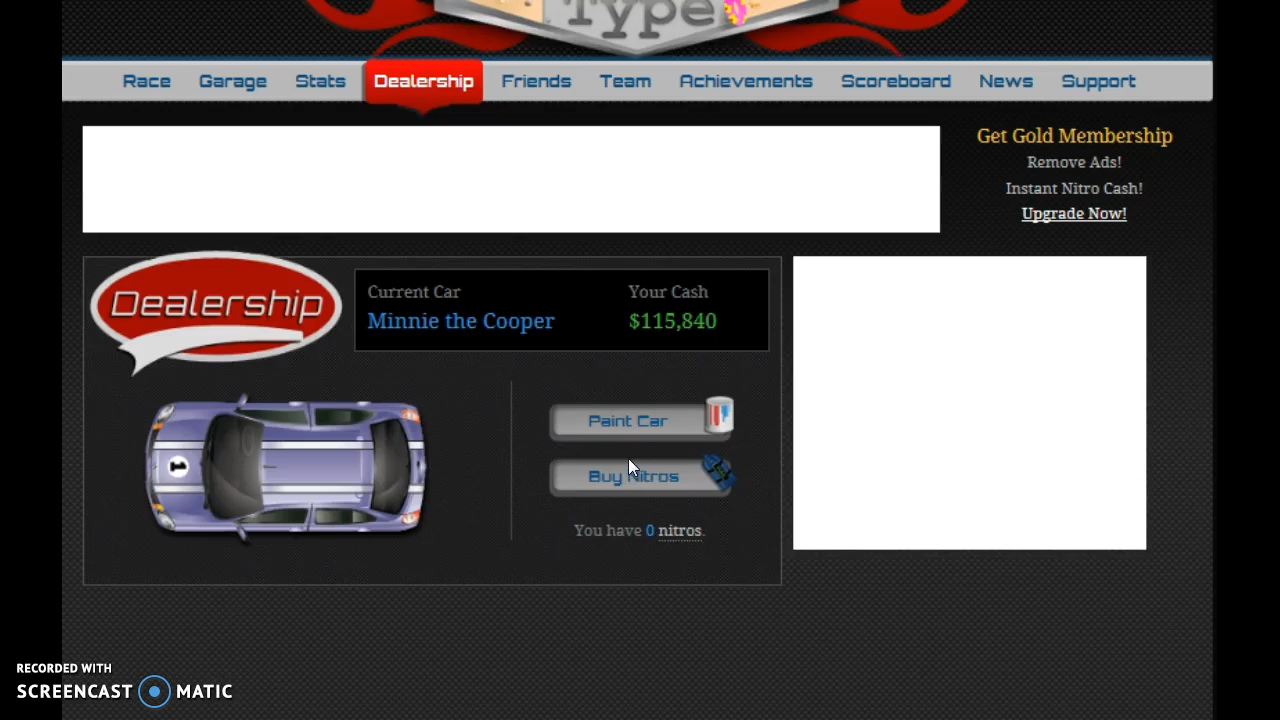 Type
Race Garage Stats Dealership Friends Team Achievements Scoreboard News Support
Get Gold Membership
Remove Ads!
Instant Nitro Cash!
Upgrade Now!
Dealership
Current Car Your Cash
Minnie the Cooper $115,840
1
Paint Car
Buy Nitros
You have 0 nitros.
RECORDED WITH
SCREENCAST MATIC